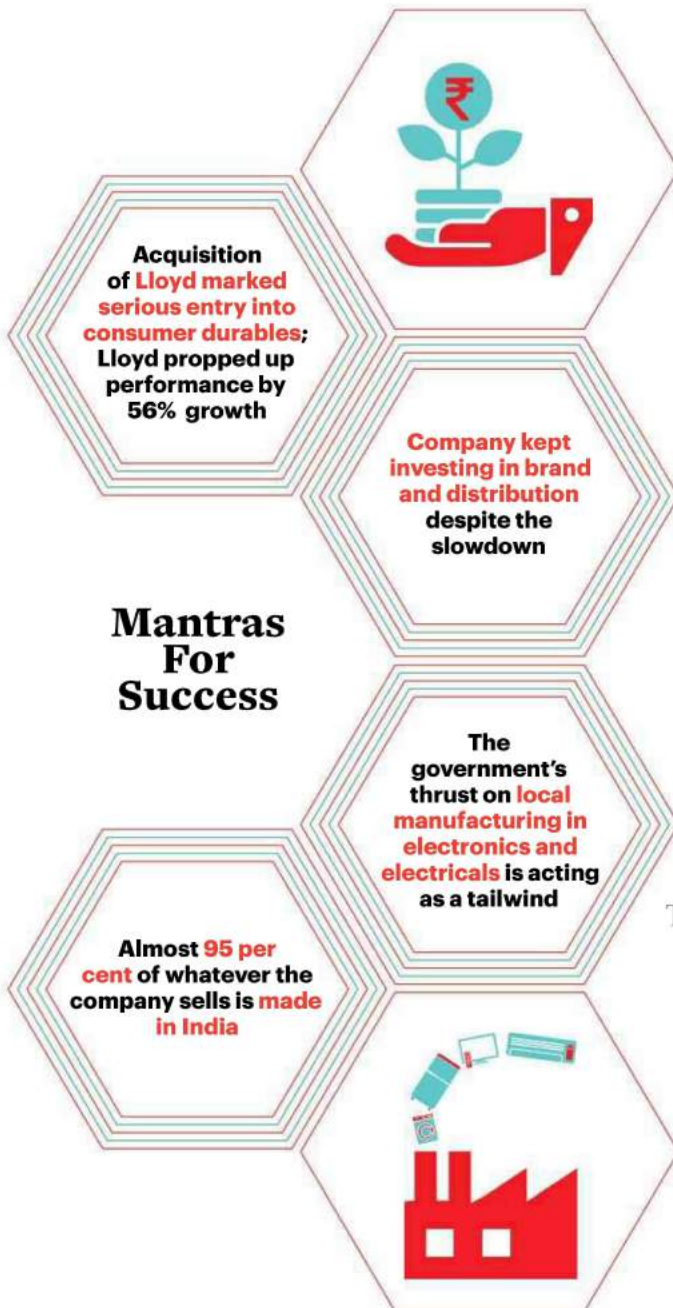 ₹
Acquisition
of Lloyd marked
serious entry into
consumer durables;
Lloyd propped up
performance by
56% growth
Company kept
investing in brand
and distribution
despite the
slowdown
Mantras
For
Success
The
government's
thrust on local
manufacturing in
electronics and
electricals is acting
as a tailwind
T
Almost 95 per
cent of whatever the
company sells is made
in India